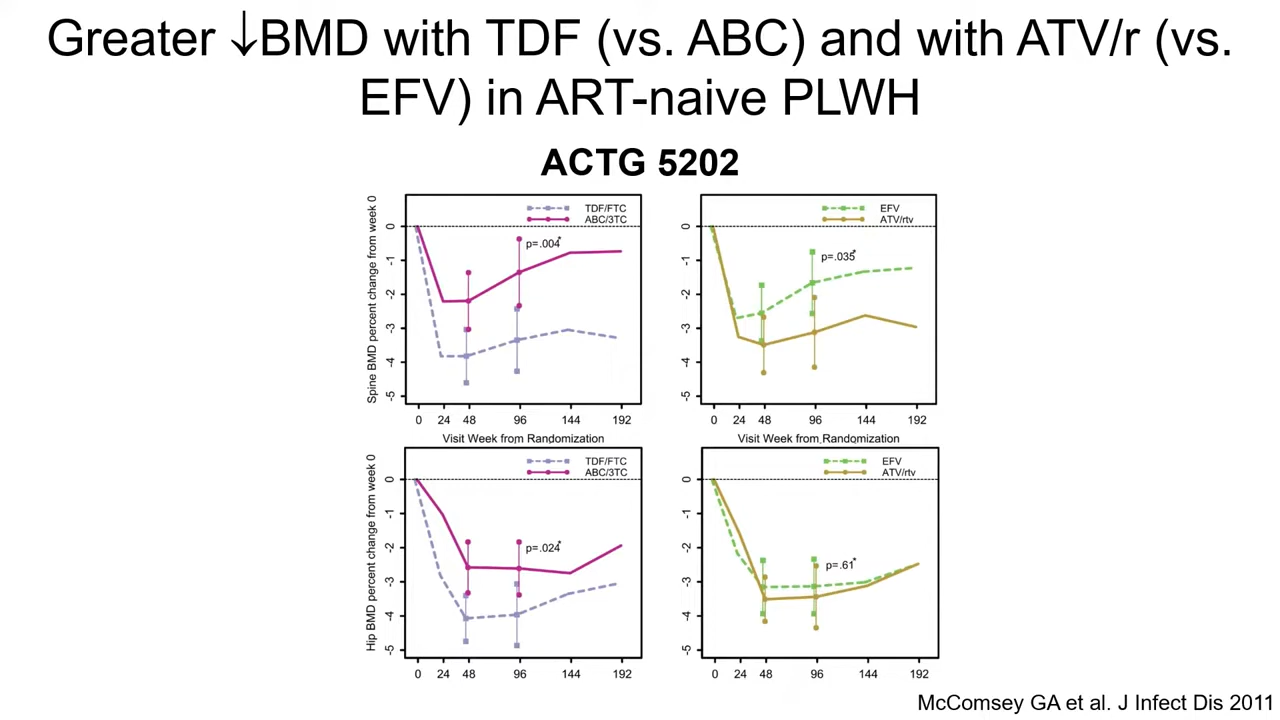 Greater ↓BMD with TDF (vs. ABC) and with ATV/r (vs.
EFV) in ART-naive PLWH
ACTG 5202
Spine BMD percent change from week 0
0
-1
-2
-3
-4
-5
TDF/FTC
ABC/3TC
p=.004*
0 24 48 96 144 192
Visit Week from Randomization
0
-1
-2
-3
-4
-5
EFV
ATV/rtv
p=.035*
0 24 48 96 144 192
Visit Week from Randomization
Hip BMD percent change from week 0
0
-1
-2
-3
-4
-5
TDF/FTC
ABC/3TC
p=.024*
0 24 48 96 144 192
0
-1
-2
-3
-4
-5
EFV
ATV/rtv
p=.61*
0 24 48 96 144 192
McComsey GA et al. J Infect Dis 2011